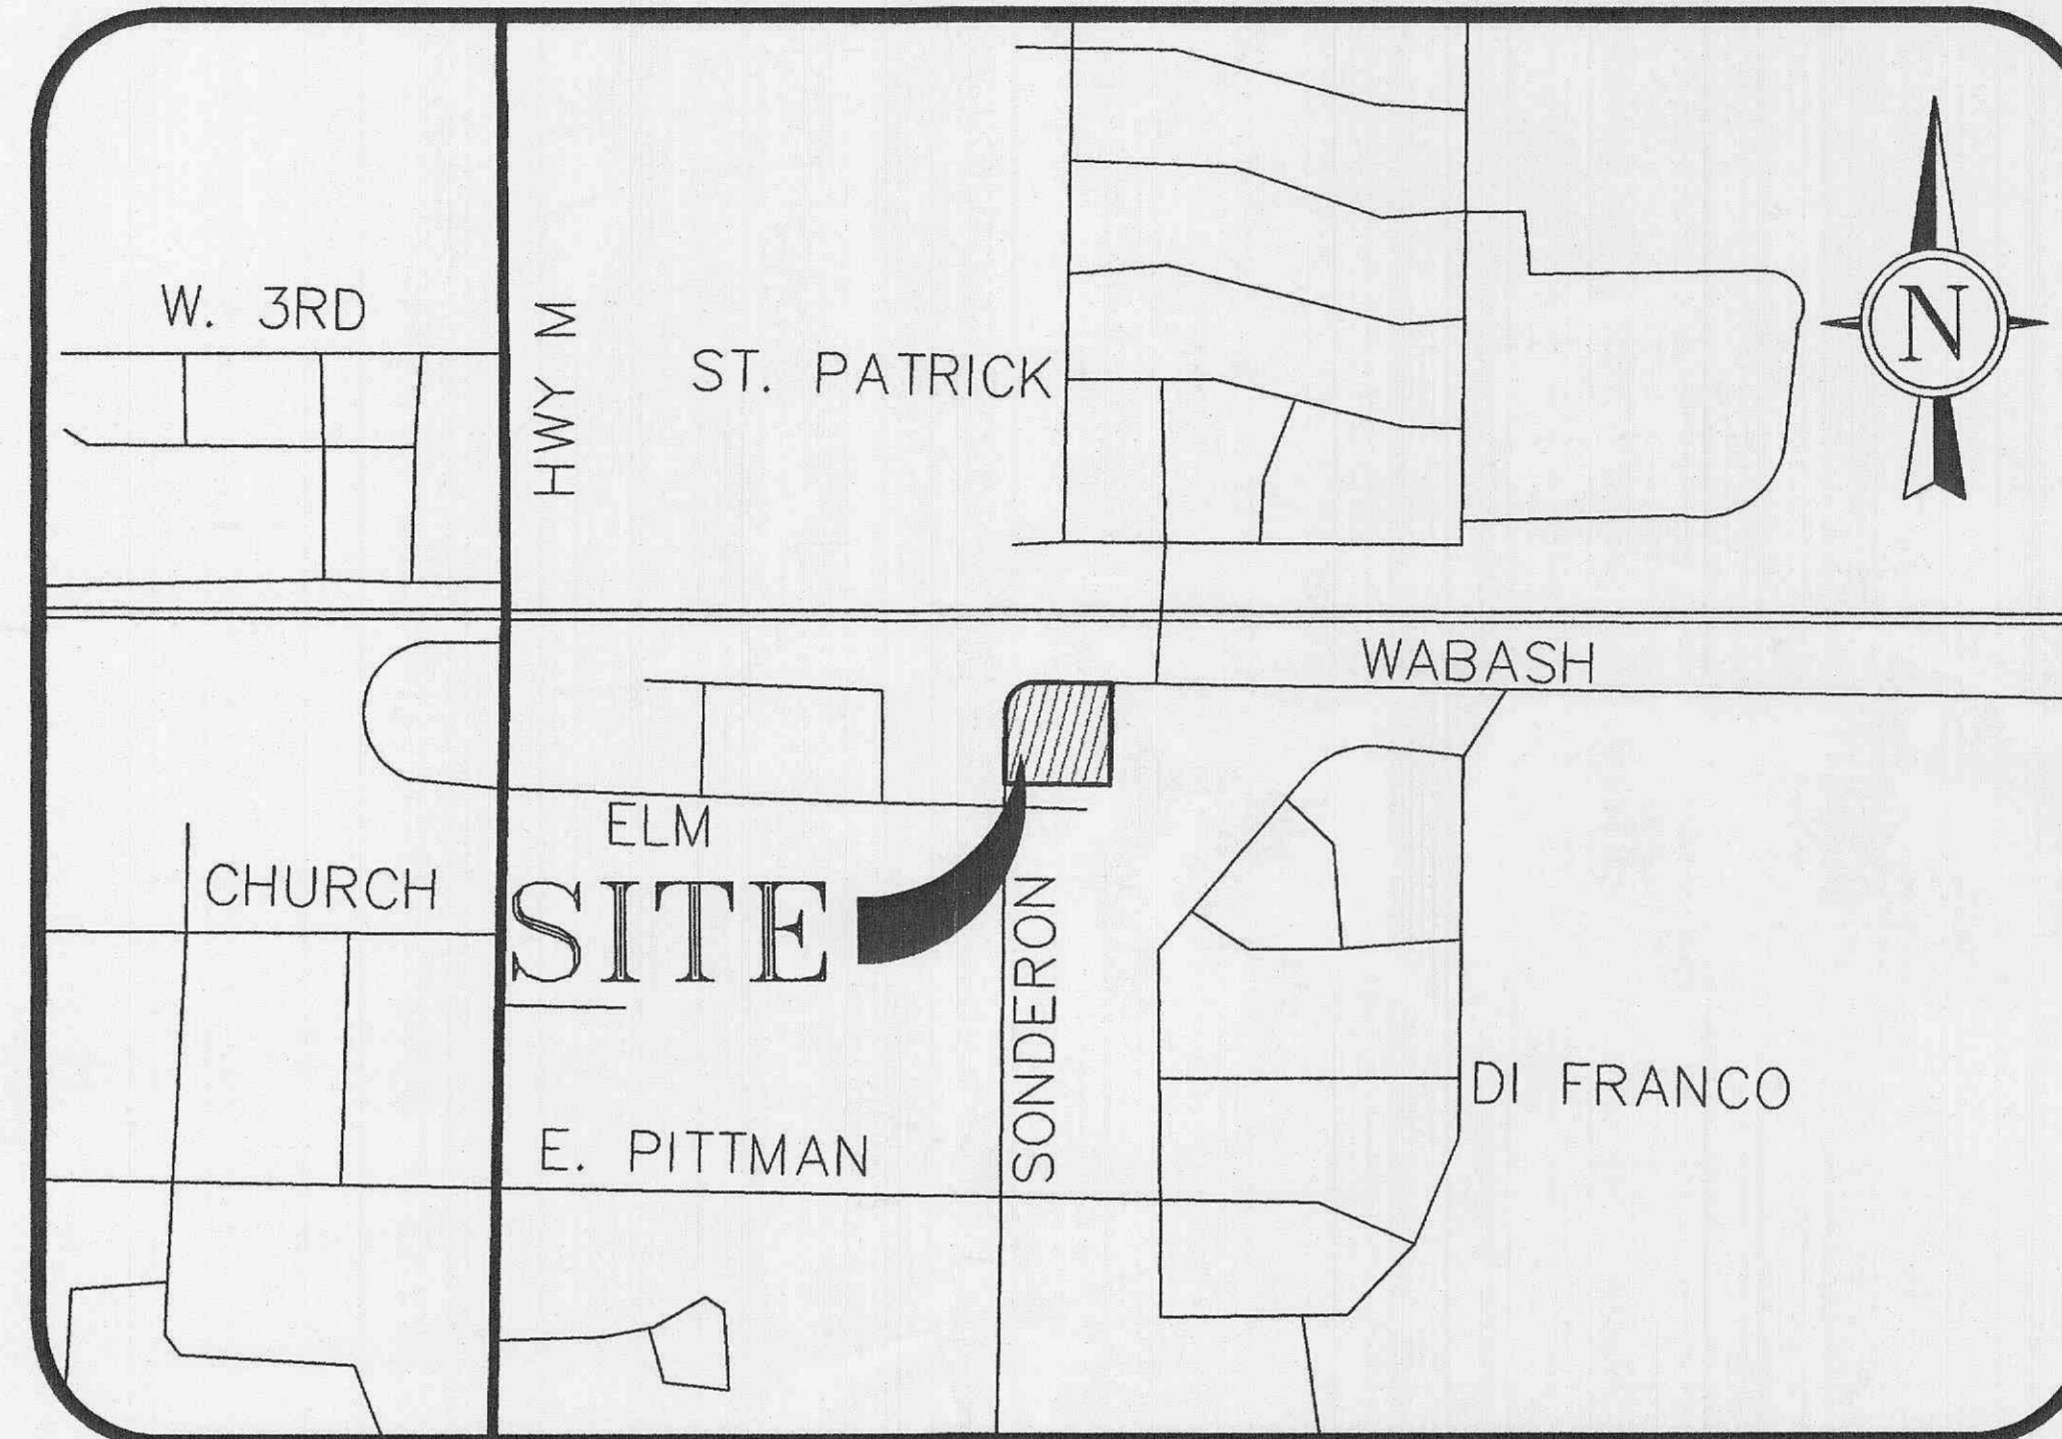 W. 3RD
HWY M
ST. PATRICK
N
WABASH
ELM
CHURCH
SITE
SONDERON
DI FRANCO
E. PITTMAN